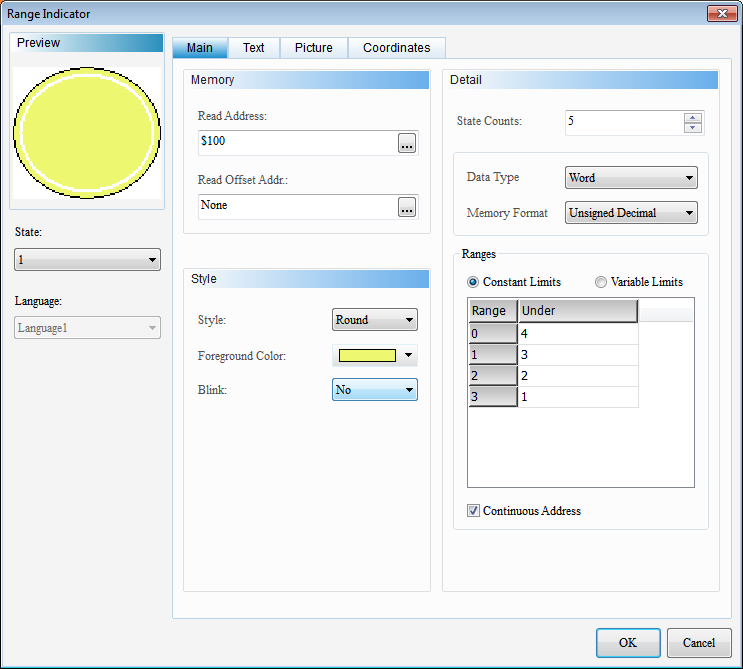 Range Indicator
Preview
State:
1
Language:
Language1
Main Text Picture Coordinates
Memory
Read Address:
$100
...
Read Offset Addr.:
None
...
Style
Style:
Round
Foreground Color:
Blink:
No
Detail
State Counts:
5
Data Type
Word
Memory Format
Unsigned Decimal
Ranges
Constant Limits
Variable Limits
Range Under
0 4
1 3
2 2
3 1
Continuous Address
OK Cancel